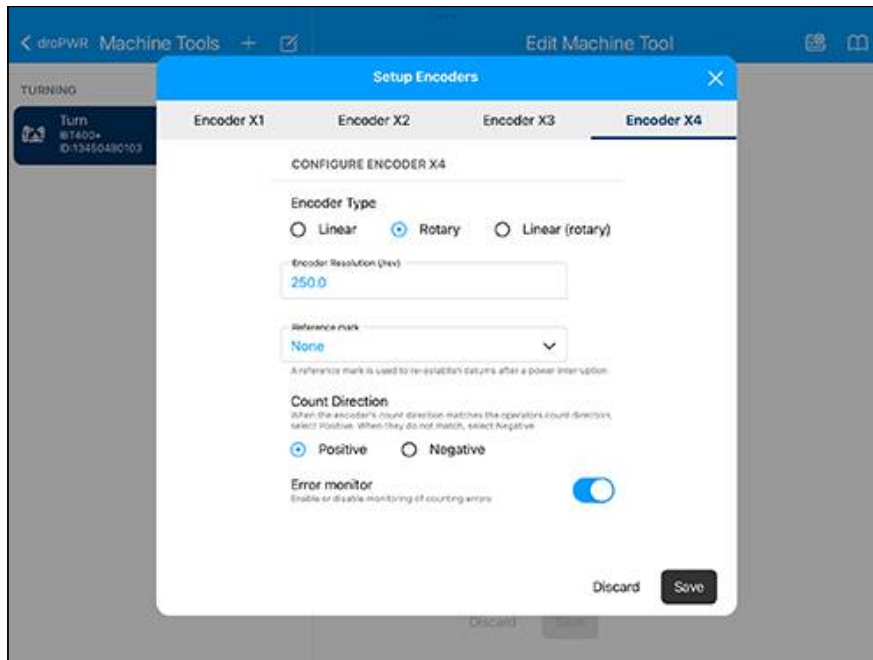 droPWR Machine Tools
Edit Machine Tool
TURNING
Turn
IBT400+
ID:13450490103
Setup Encoders
Encoder X1 Encoder X2 Encoder X3 Encoder X4
CONFIGURE ENCODER X4
Encoder Type
Linear Rotary Linear (rotary)
Encoder Resolution (/rev)
250.0
Reference mark
None
A reference mark is used to re-establish datums after a power interruption
Count Direction
When the encoder's count direction matches the operators count direction,
select Positive. When they do not match, select Negative
Positive Negative
Error monitor
Enable or disable monitoring of counting errors
Discard Save
Discard Save